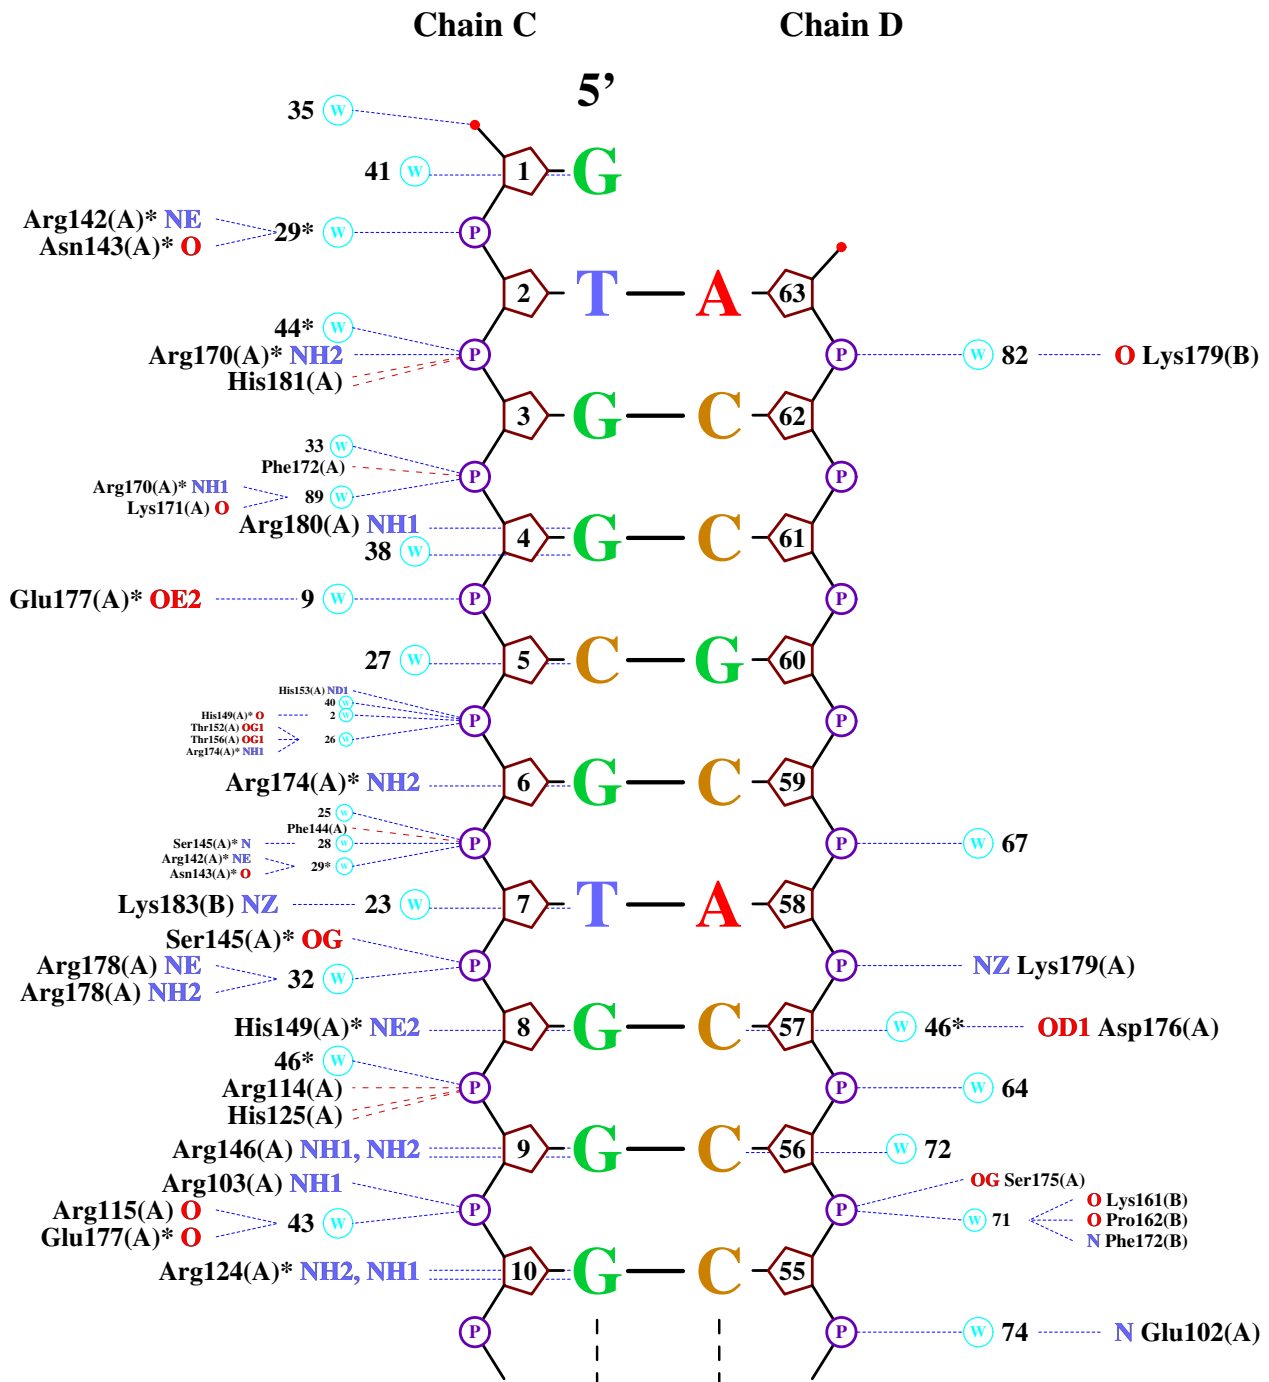 Chain C Chain D
5’
35 W
41 W 1 G
Arg142(A)* NE
29* W P
Asn143(A)* O
2 T A 63
44* W
Arg170(A)* NH2 P P W 82 O Lys179(B)
His181(A)
3 G C 62
33 W
Phe172(A) P P
Arg170(A)* NH1
89 W
Lys171(A) O
Arg180(A) NH1 4 G C 61
38 W
Glu177(A)* OE2 9 W P P
27 W 5 C G 60
His153(A) ND1
40 W
His149(A)* O 2 W P P
Thr152(A) OG1
Thr156(A) OG1 26 W
Arg174(A)* NH1
Arg174(A)* NH2 6 G C 59
25 W
Phe144(A)
Ser145(A)* N 28 W P P W 67
Arg142(A)* NE
29* W
Asn143(A)* O
Lys183(B) NZ 23 W 7 T A 58
Ser145(A)* OG
Arg178(A) NE P P NZ Lys179(A)
32 W
Arg178(A) NH2
His149(A)* NE2 8 G C 57 W 46* OD1 Asp176(A)
46* W
Arg114(A) P P W 64
His125(A)
Arg146(A) NH1, NH2 9 G C 56 W 72
Arg103(A) NH1 OG Ser175(A)
Arg115(A) O P P O Lys161(B)
43 W W 71 O Pro162(B)
Glu177(A)* O N Phe172(B)
Arg124(A)* NH2, NH1 10 G C 55
P P W 74 N Glu102(A)